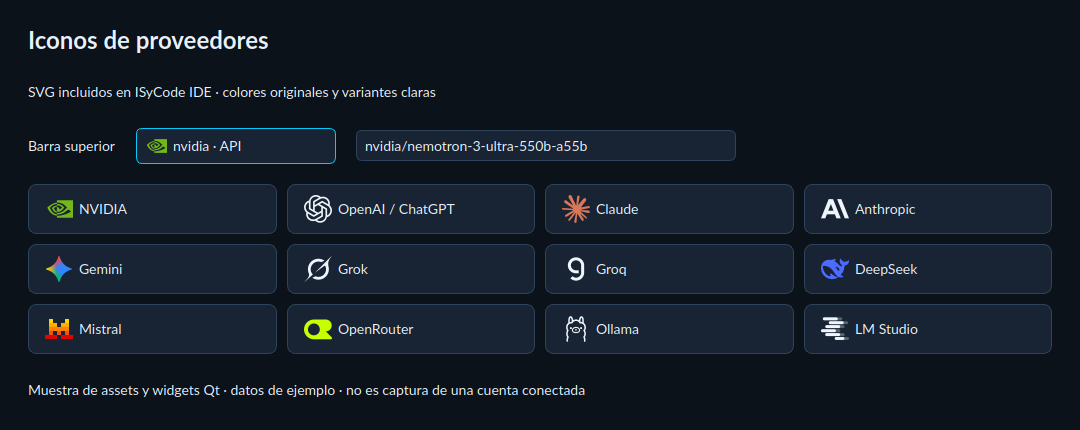 Iconos de proveedores
SVG incluidos en ISyCode IDE · colores originales y variantes claras
Barra superior
nvidia · API
nvidia/nemotron-3-ultra-550b-a55b
NVIDIA
OpenAI / ChatGPT
Claude
Anthropic
Gemini
Grok
Groq
DeepSeek
Mistral
OpenRouter
Ollama
LM Studio
Muestra de assets y widgets Qt · datos de ejemplo · no es captura de una cuenta conectada